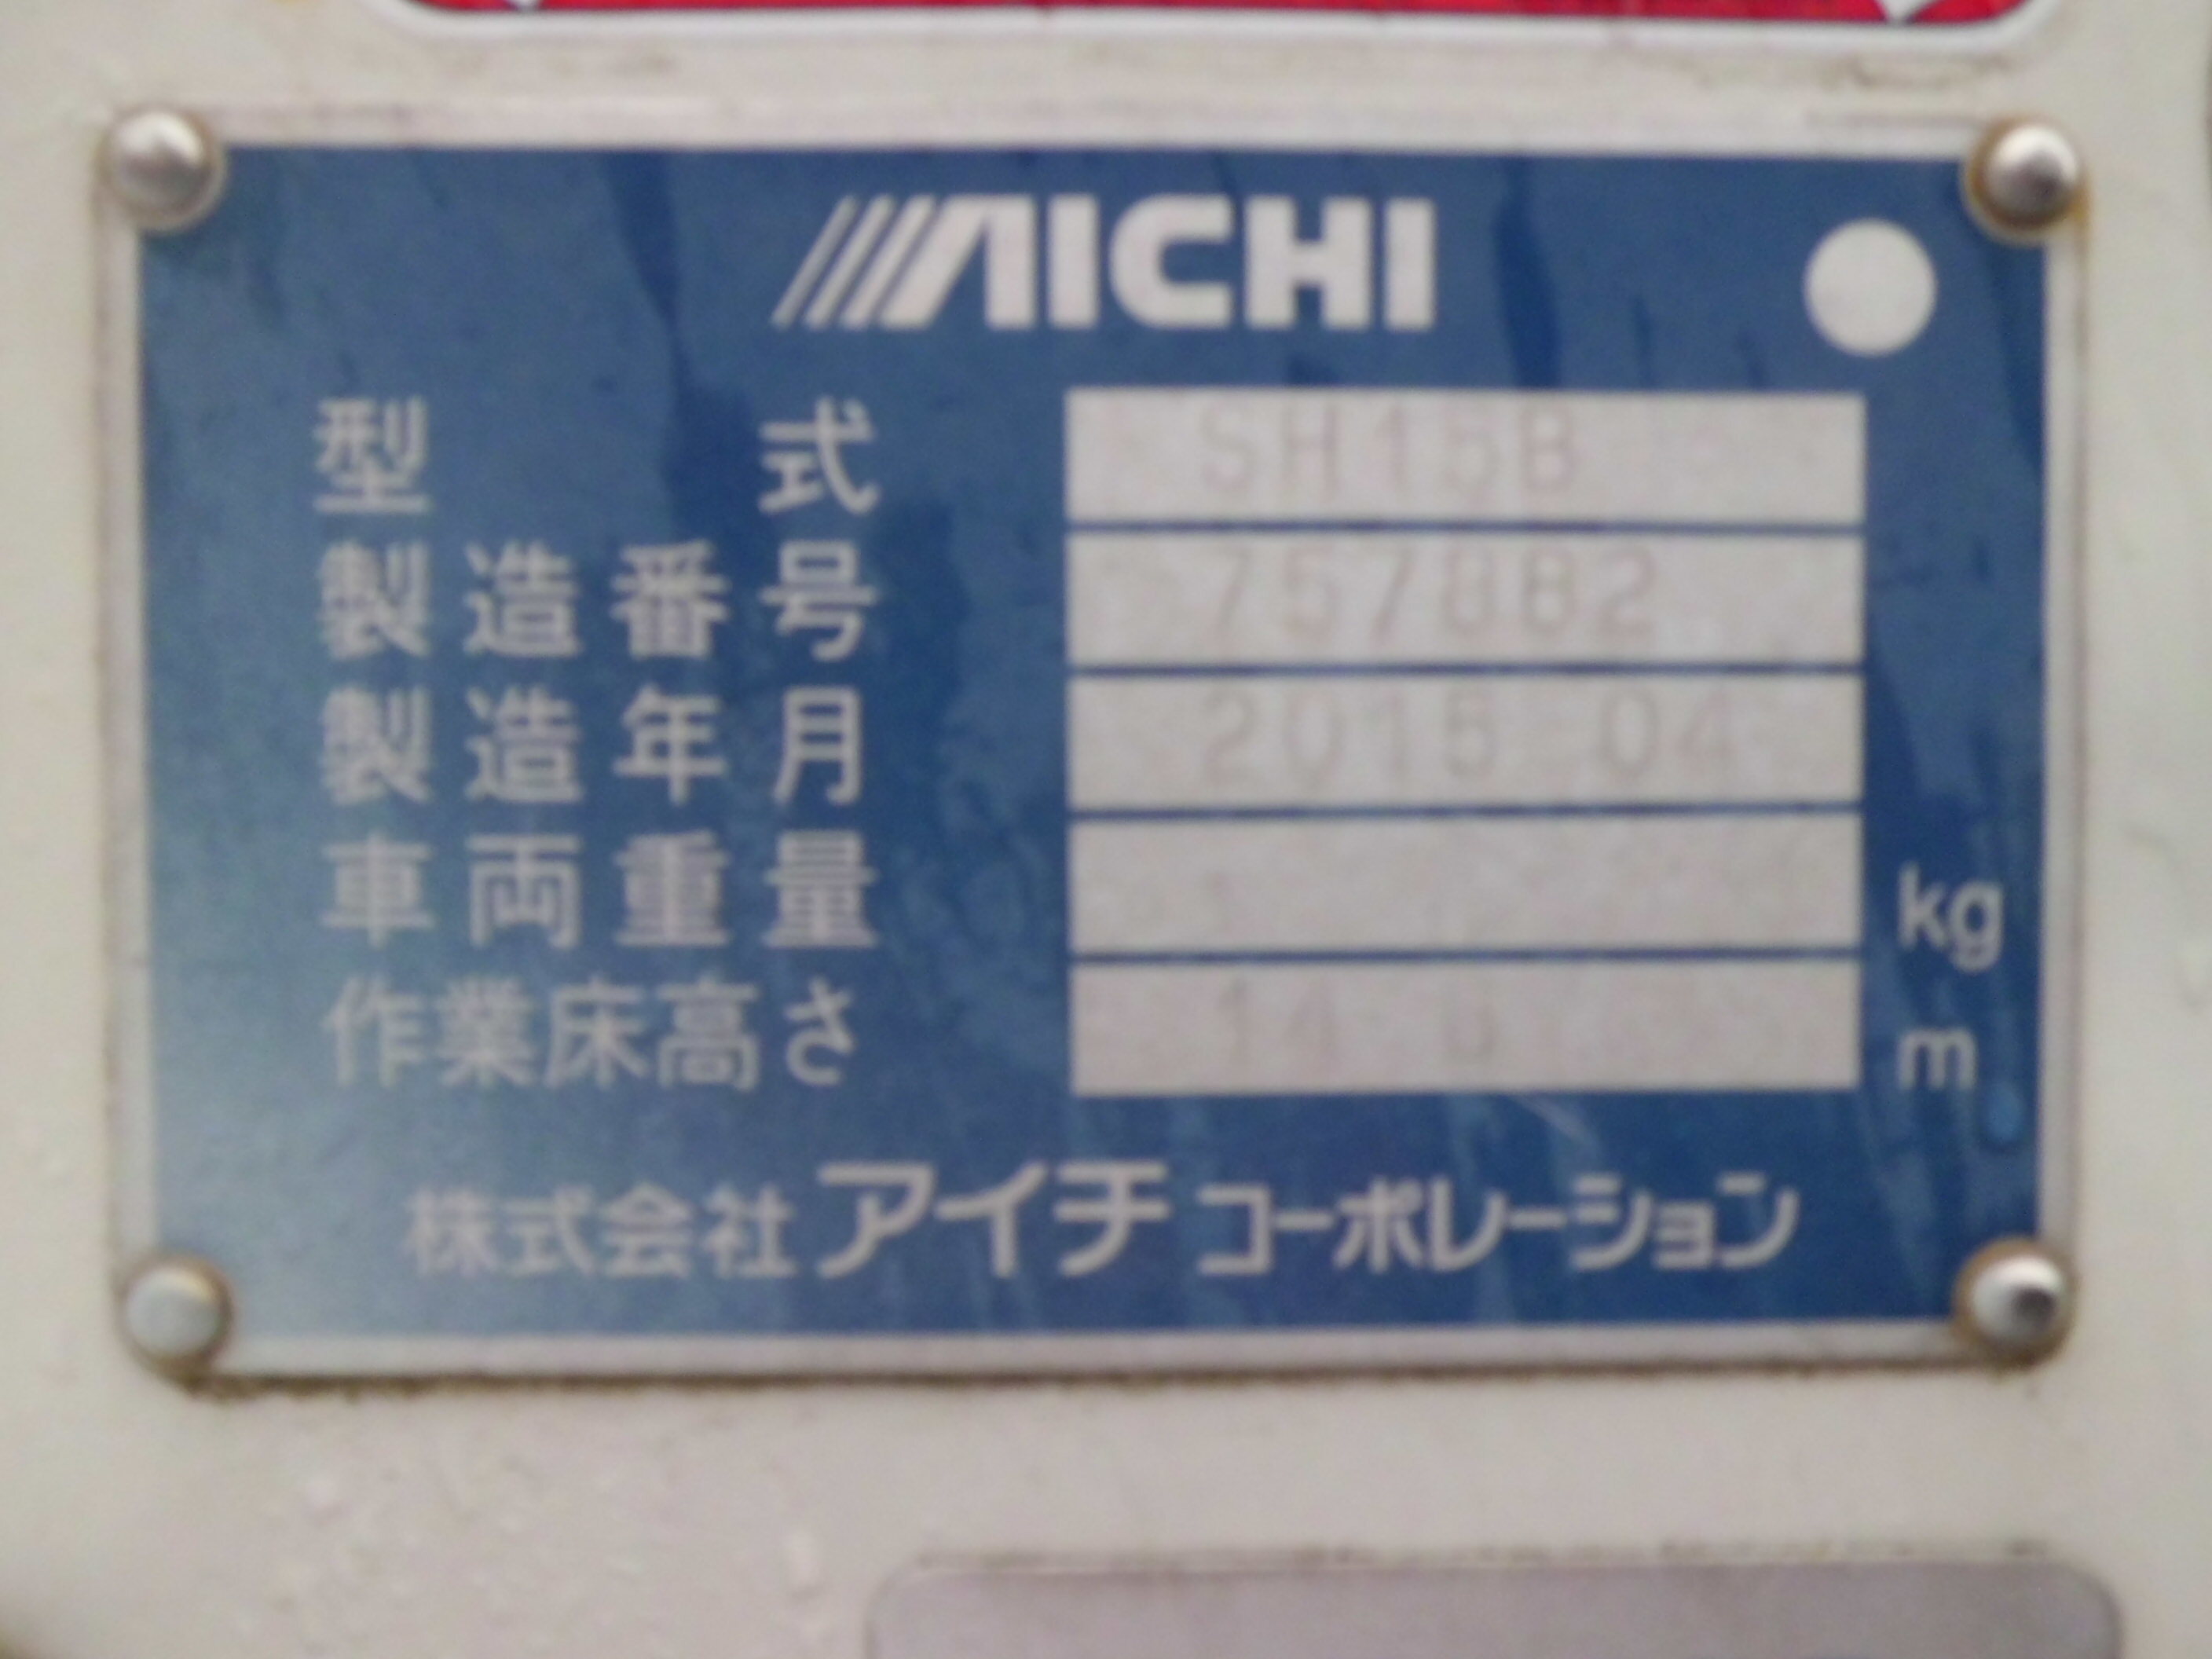 AICHI
型式 SH15B
製造番号 757882
製造年月 2015 04
車両重量 kg
作業床高さ m
株式会社アイチコーポレーション